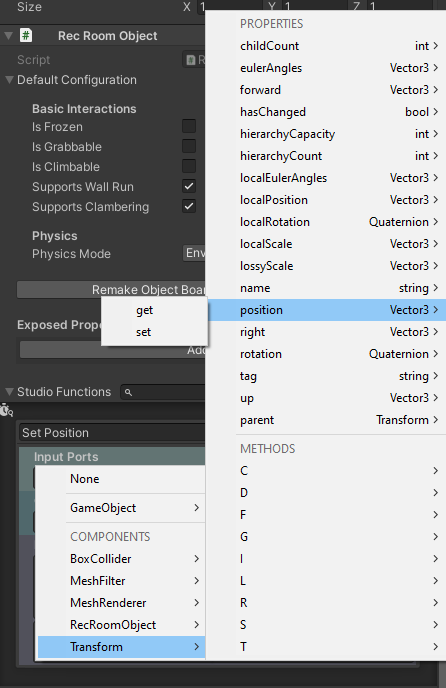 Size X 1 Y 1 Z 1
Rec Room Object
Script R
Default Configuration
Basic Interactions
Is Frozen
Is Grabbable
Is Climbable
Supports Wall Run
Supports Clambering
Physics
Physics Mode Env
Remake Object Boar
Exposed Prope
Add
Studio Functions
Set Position
Input Ports
get
set
None
GameObject
COMPONENTS
BoxCollider
MeshFilter
MeshRenderer
RecRoomObject
Transform
PROPERTIES
childCount int
eulerAngles Vector3
forward Vector3
hasChanged bool
hierarchyCapacity int
hierarchyCount int
localEulerAngles Vector3
localPosition Vector3
localRotation Quaternion
localScale Vector3
lossyScale Vector3
name string
position Vector3
right Vector3
rotation Quaternion
tag string
up Vector3
parent Transform
METHODS
C
D
F
G
I
L
R
S
T